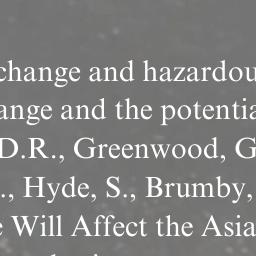 change and hazardou
ange and the potentia
D.R., Greenwood, G
., Hyde, S., Brumby,
e Will Affect the Asia